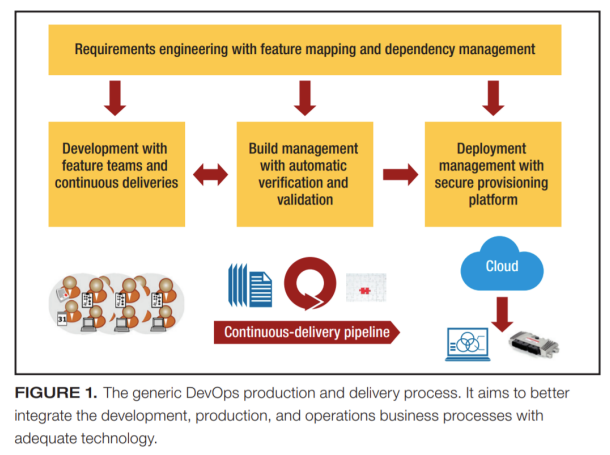 Requirements engineering with feature mapping and dependency management
Development with
feature teams and
continuous deliveries
Build management
with automatic
verification and
validation
Deployment
management with
secure provisioning
platform
Cloud
31
Continuous-delivery pipeline
FIGURE 1. The generic DevOps production and delivery process. It aims to better
integrate the development, production, and operations business processes with
adequate technology.